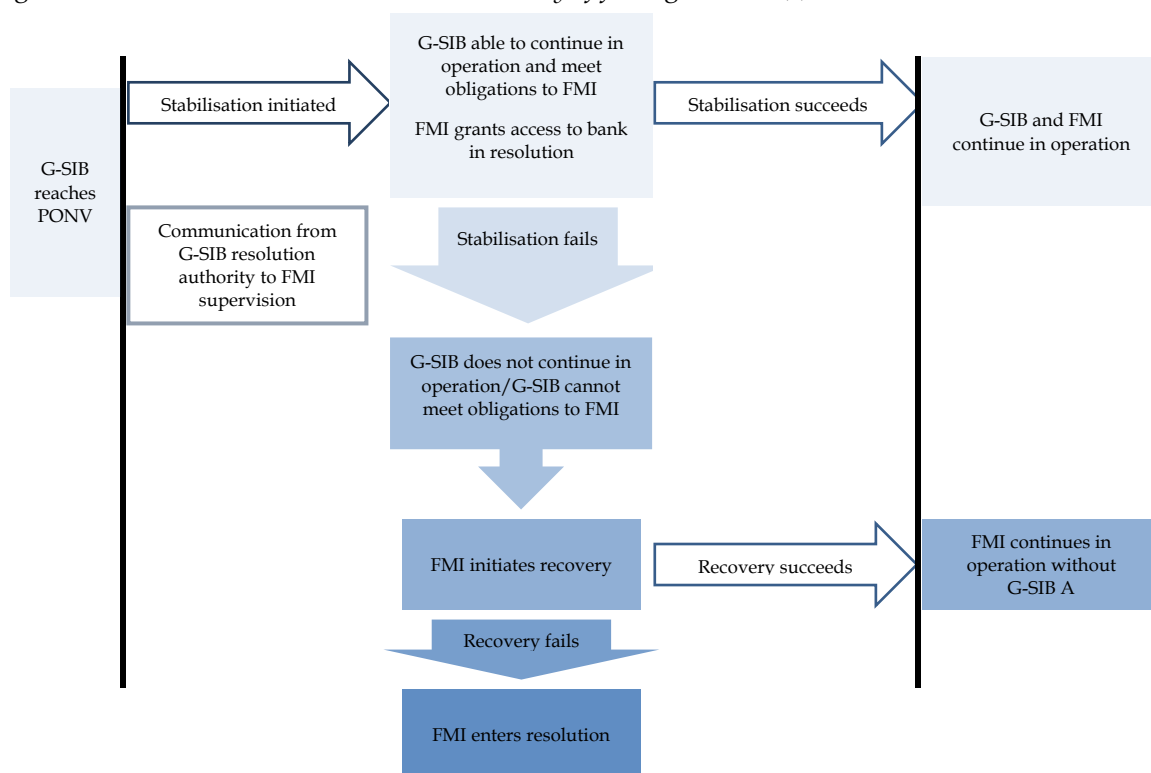 G-SIB able to continue in
operation and meet
obligations to FMI
FMI grants access to bank
in resolution
Stabilisation initiated
Stabilisation succeeds
G-SIB and FMI
continue in operation
G-SIB
reaches
PONV
Communication from
G-SIB resolution
authority to FMI
supervision
Stabilisation fails
G-SIB does not continue in
operation/G-SIB cannot
meet obligations to FMI
FMI initiates recovery
Recovery succeeds
FMI continues in
operation without
G-SIB A
Recovery fails
FMI enters resolution